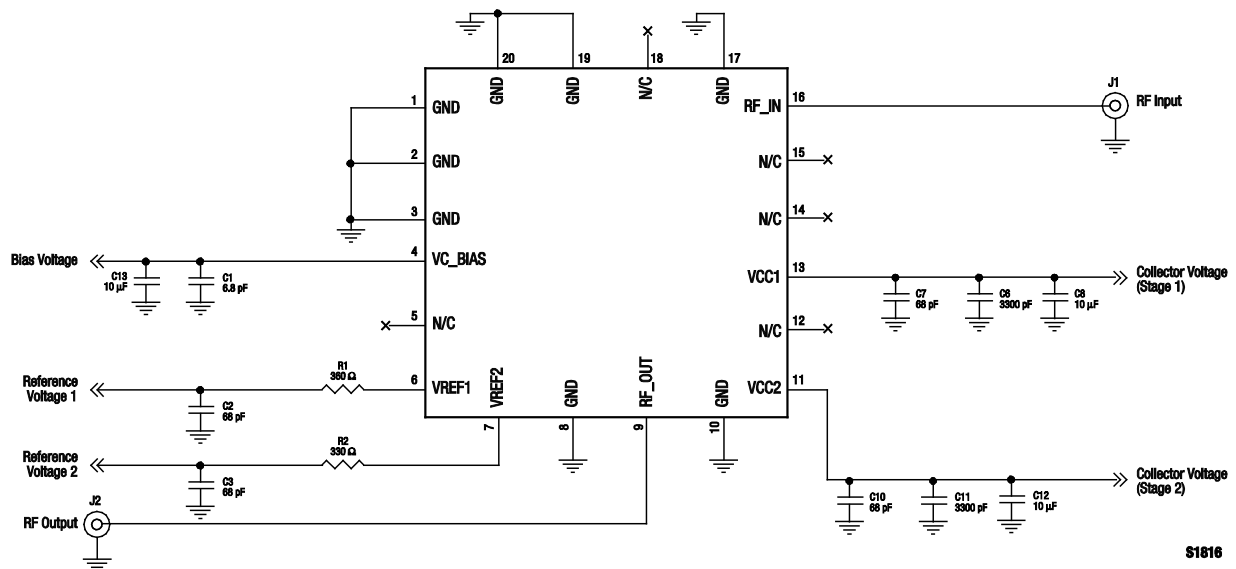 20
19
18
17
GND
GND
N/C
GND
1
GND
2
GND
3
GND
4
VC_BIAS
5
N/C
6
VREF1
7
VREF2
8
GND
9
RF_OUT
10
GND
11
VCC2
12
N/C
13
VCC1
14
N/C
15
N/C
16
RF_IN
J1
RF Input
Bias Voltage
C13
10 µF
C1
6.8 pF
Reference
Voltage 1
R1
360 Ω
C2
68 pF
Reference
Voltage 2
R2
330 Ω
C3
68 pF
J2
RF Output
C7
68 pF
C6
3300 pF
C8
10 µF
Collector Voltage
(Stage 1)
C10
68 pF
C11
3300 pF
C12
10 µF
Collector Voltage
(Stage 2)
S1816